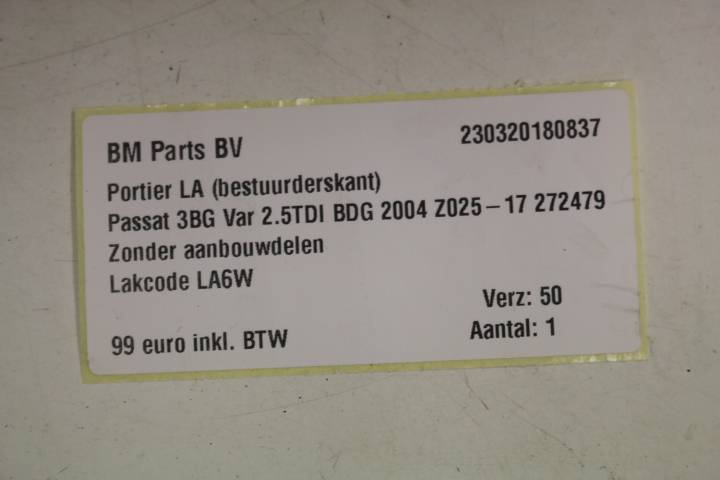 BM Parts BV 230320180837
Portier LA (bestuurderskant)
Passat 3BG Var 2.5TDI BDG 2004 Z025-17 272479
Zonder aanbouwdelen
Lakcode LA6W
Verz: 50
99 euro inkl. BTW Aantal: 1